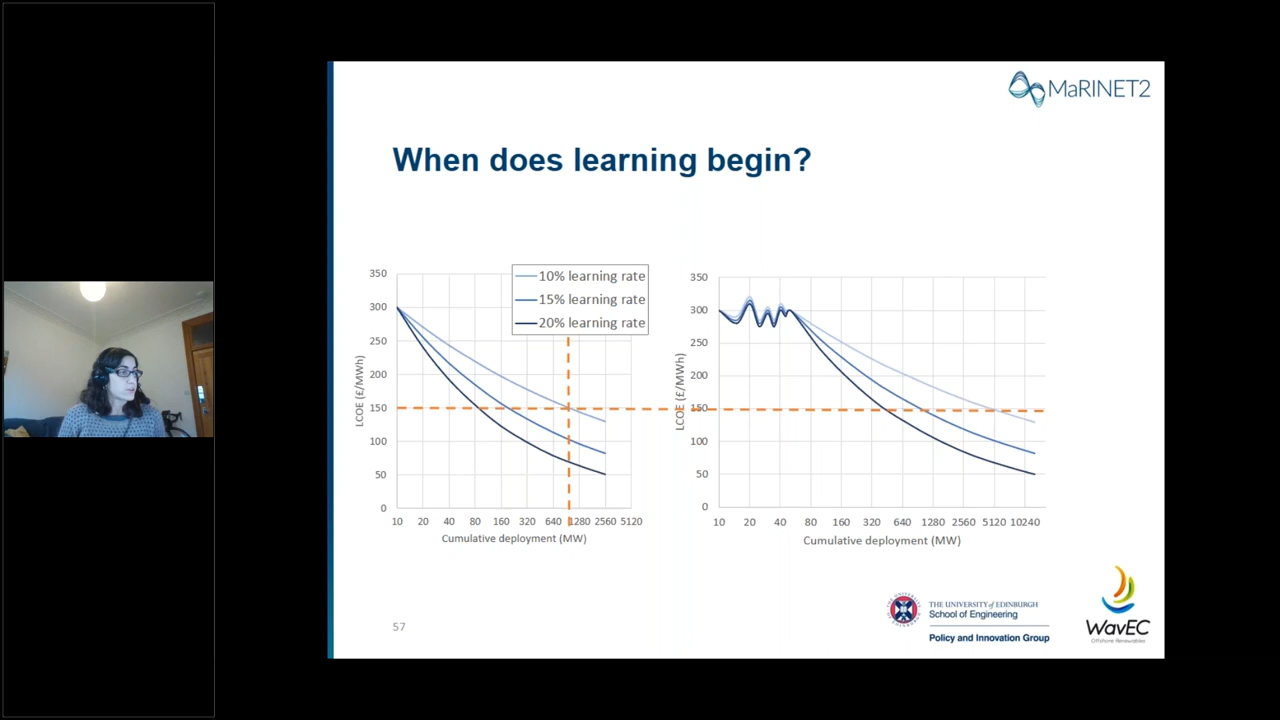 MaRINET2
When does learning begin?
10% learning rate
15% learning rate
20% learning rate
350
300
250
200
150
100
50
0
LCOE (£/MWh)
10 20 40 80 160 320 640 1280 2560 5120
Cumulative deployment (MW)
350
300
250
200
150
100
50
0
LCOE (£/MWh)
10 20 40 80 160 320 640 1280 2560 5120 10240
Cumulative deployment (MW)
57
THE UNIVERSITY of EDINBURGH
School of Engineering
Policy and Innovation Group
WavEC
Offshore Renewables